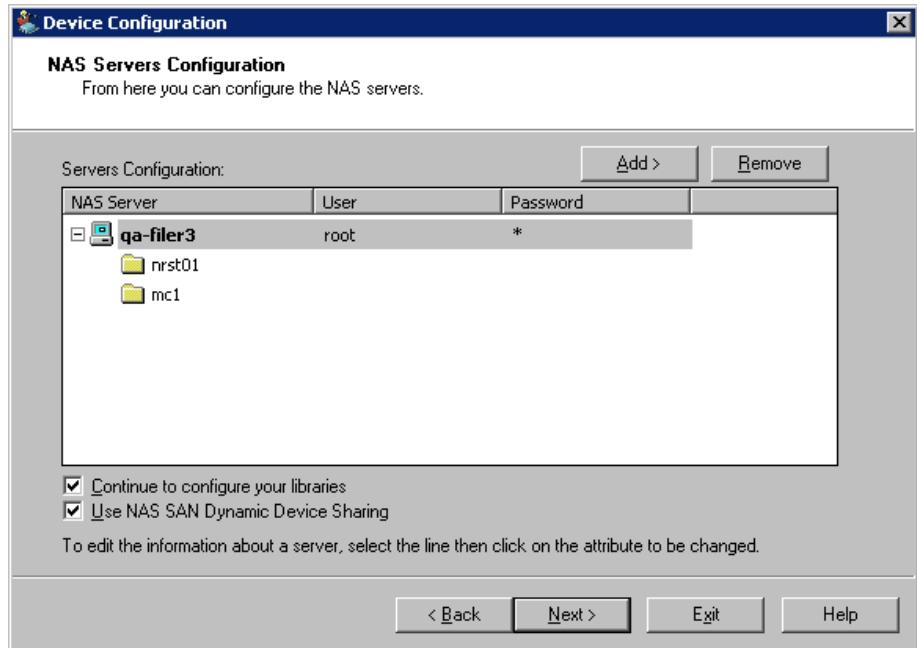 Device Configuration
NAS Servers Configuration
From here you can configure the NAS servers.
Servers Configuration:
Add >
Remove
NAS Server User Password
qa-filer3 root *
nrst01
mc1
Continue to configure your libraries
Use NAS SAN Dynamic Device Sharing
To edit the information about a server, select the line then click on the attribute to be changed.
< Back Next > Exit Help